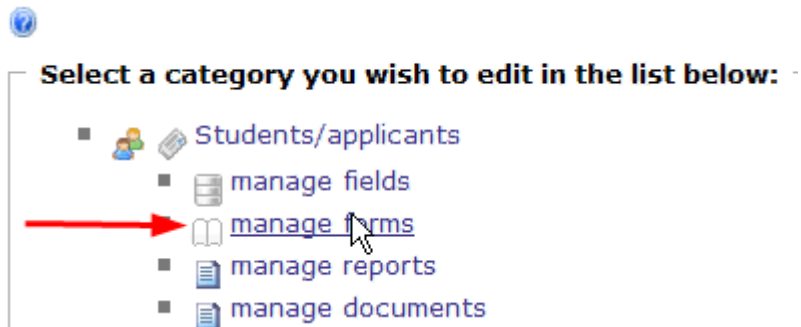 Select a category you wish to edit in the list below:
Students/applicants
manage fields
manage forms
manage reports
manage documents